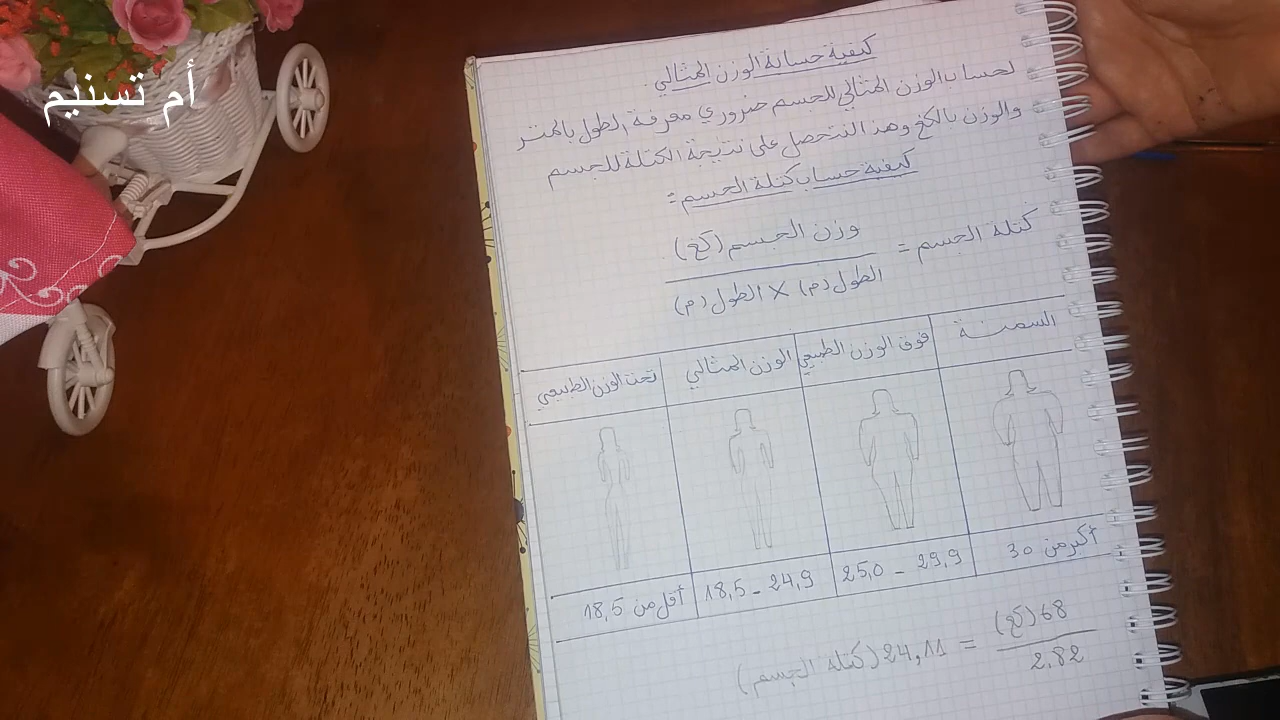 أم تسنيم
كيفية حسابة الوزن المثالي.
لحساب الوزن المثالي للجسم ضروري معرفة الطول بالمتر
والوزن بالكغ وهذا لنتحصل على نتيجة الكتلة للجسم
كيفية حساب كتلة الجسم:
كتلة الجسم = وزن الجسم (كغ)
الطول (م) × الطول (م)
السمنة فوق الوزن الطبيعي الوزن المثالي تحت الوزن الطبيعي
أكبر من 30 25,0 - 29,9 18,5 - 24,9 أقل من 18,5
68 (كغ)
2.82 = 24,11 (كتلة الجسم)